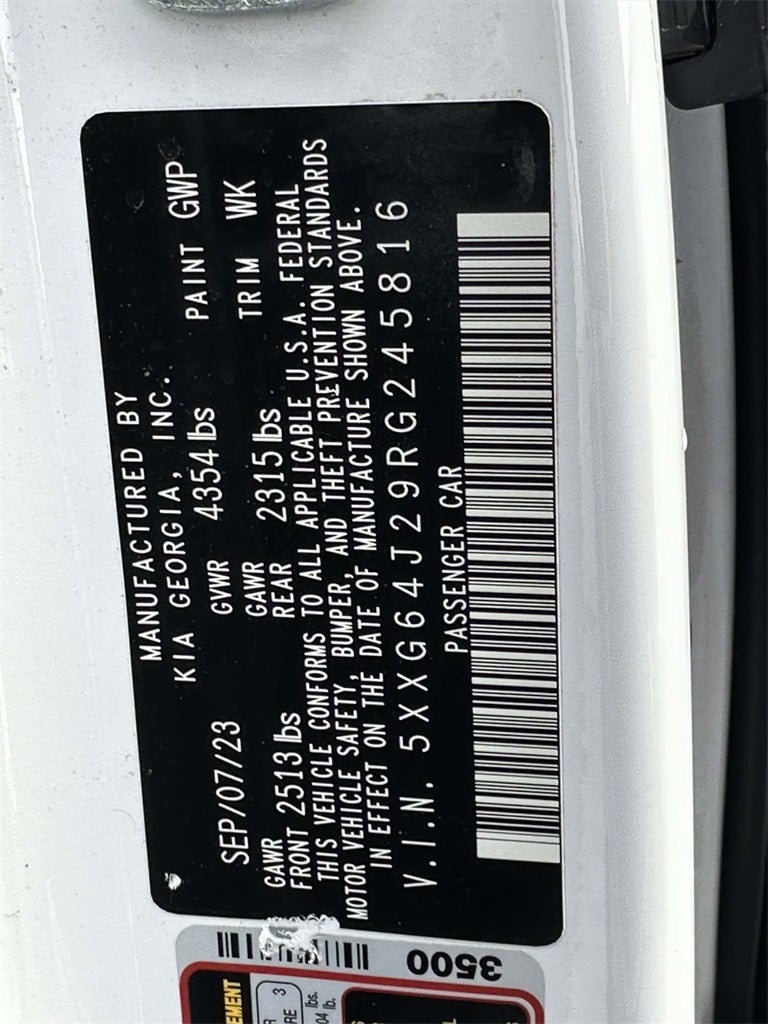 MANUFACTURED BY
KIA GEORGIA, INC.
SEP/07/23 GVWR 4354 lbs PAINT GWP
GAWR GAWR
FRONT 2513 lbs REAR 2315 lbs TRIM WK
THIS VEHICLE CONFORMS TO ALL APPLICABLE U.S.A. FEDERAL
MOTOR VEHICLE SAFETY, BUMPER, AND THEFT PREVENTION STANDARDS
IN EFFECT ON THE DATE OF MANUFACTURE SHOWN ABOVE.
V.I.N. 5XXG64J29RG245816
PASSENGER CAR
3500